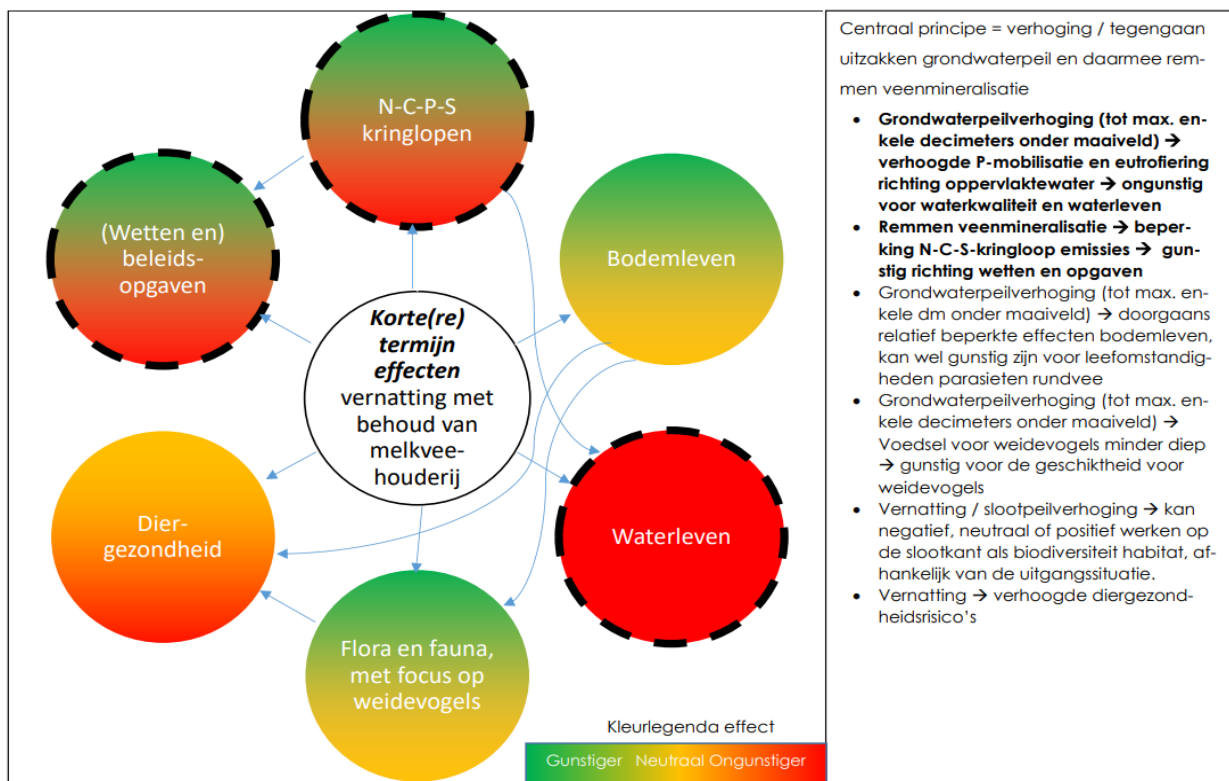 N-C-P-S
kringlopen
(Wetten en)
beleids-
opgaven
Bodemleven
Korte(re)
termijn
effecten
vernatting met
behoud van
melkvee-
houderij
Dier-
gezondheid
Waterleven
Flora en fauna,
met focus op
weidevogels
Kleurlegenda effect
Gunstiger Neutraal Ongunstiger
Centraal principe = verhoging / tegengaan
uitzakken grondwaterpeil en daarmee rem-
men veenmineralisatie
• Grondwaterpeilverhoging (tot max. en-
kele decimeters onder maaiveld) →
verhoogde P-mobilisatie en eutrofiering
richting oppervlaktewater → ongunstig
voor waterkwaliteit en waterleven
• Remmen veenmineralisatie → beper-
king N-C-S-kringloop emissies → gun-
stig richting wetten en opgaven
• Grondwaterpeilverhoging (tot max. en-
kele dm onder maaiveld) → doorgaans
relatief beperkte effecten bodemleven,
kan wel gunstig zijn voor leefomstandig-
heden parasieten rundvee
• Grondwaterpeilverhoging (tot max. en-
kele decimeters onder maaiveld) →
Voedsel voor weidevogels minder diep
→ gunstig voor de geschiktheid voor
weidevogels
• Vernatting / slootpeilverhoging → kan
negatief, neutraal of positief werken op
de slootkant als biodiversiteit habitat, af-
hankelijk van de uitgangssituatie.
• Vernatting → verhoogde diergezond-
heidsrisico's